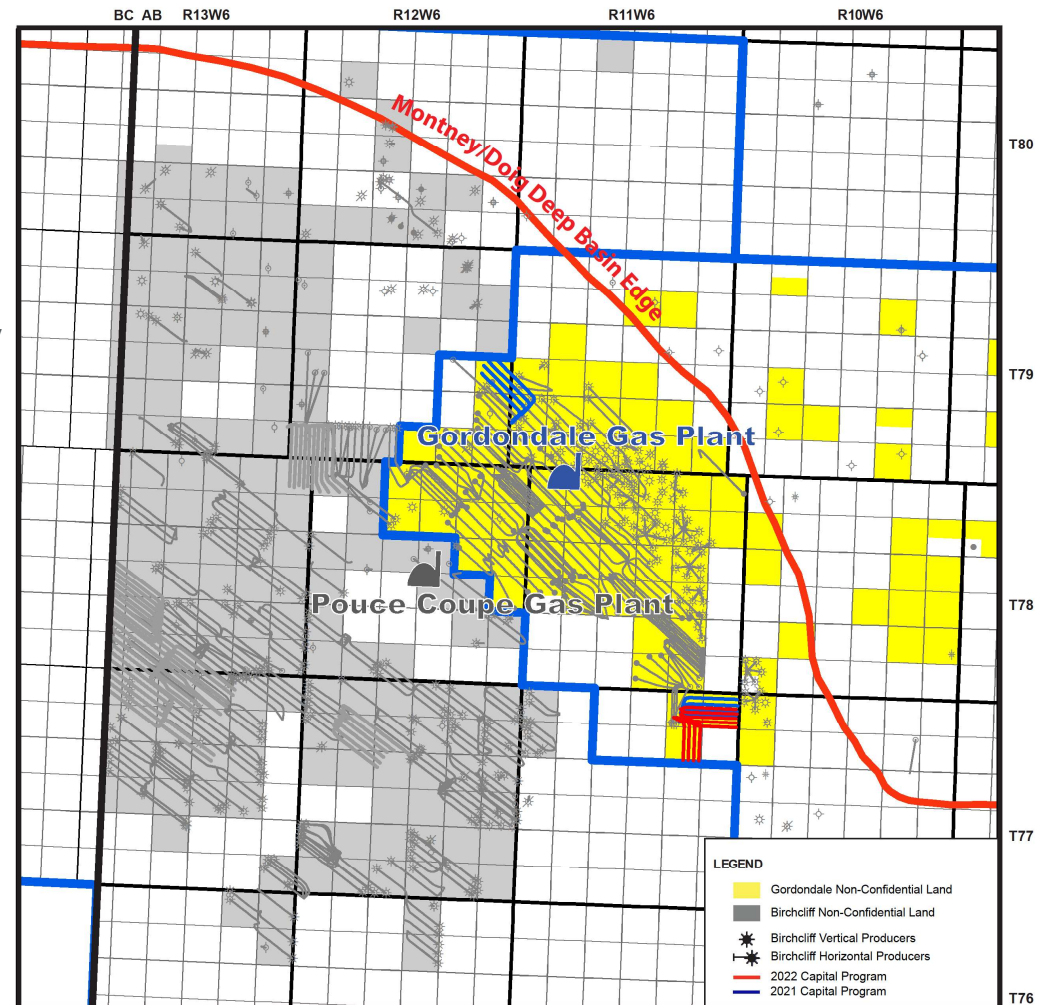 BC AB R13W6 R12W6 R11W6 R10W6
Montney/Doig Deep Basin Edge
T80
T79
Gordondale Gas Plant
Pouce Coupe Gas Plant
T78
T77
LEGEND
Gordondale Non-Confidential Land
Birchcliff Non-Confidential Land
Birchcliff Vertical Producers
Birchcliff Horizontal Producers
2022 Capital Program
2021 Capital Program
T76